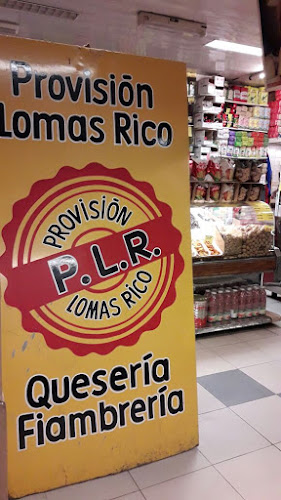 Provisión
Lomas Rico
PROVISIÓN
P.L.R.
LOMAS RICO
Quesería
Fiambrería